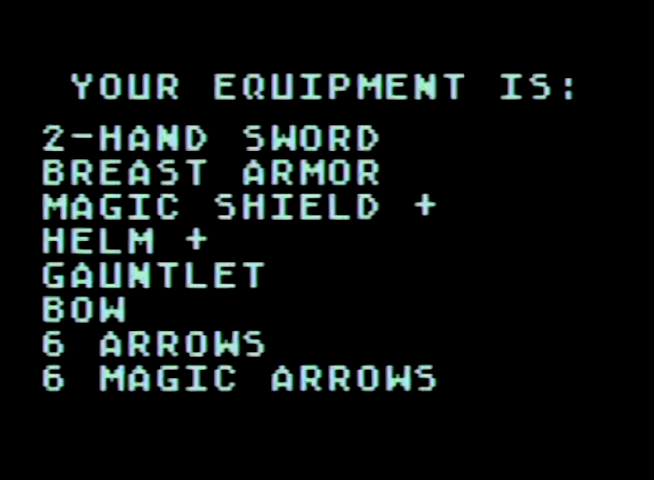 YOUR EQUIPMENT IS:
2-HAND SWORD
BREAST ARMOR
MAGIC SHIELD +
HELM +
GAUNTLET
BOW
6 ARROWS
6 MAGIC ARROWS